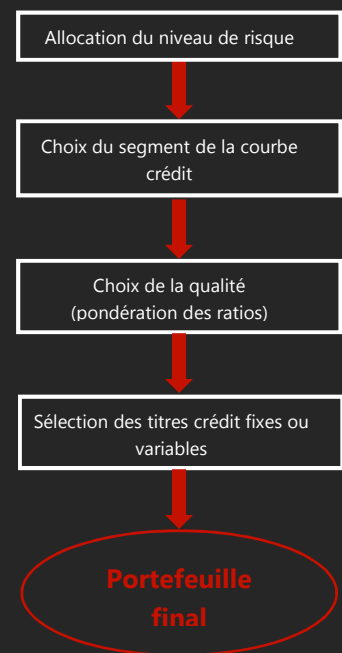 Allocation du niveau de risque
Choix du segment de la courbe
crédit
Choix de la qualité
(pondération des ratios)
Sélection des titres crédit fixes ou
variables
Portefeuille
final